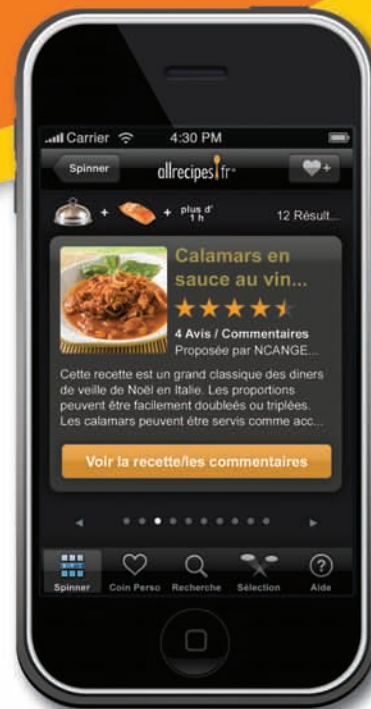 Carrier 4:30 PM
Spinner allrecipes fr
+ + plus d'
1 h 12 Résult...
Calamars en
sauce au vin...
4 Avis / Commentaires
Proposée par NCANGE...
Cette recette est un grand classique des diners
de veille de Noël en Italie. Les proportions
peuvent être facilement doubleés ou triplées.
Les calamars peuvent être servis comme acc...
Voir la recette/les commentaires
Spinner Coin Perso Recherche Sélection Aide